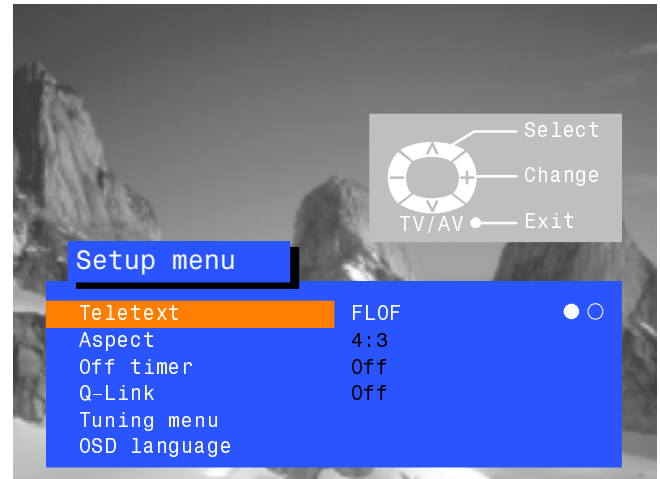 Select
Change
TV/AV Exit
Setup menu
Teletext FLOF
Aspect 4:3
Off timer Off
Q-Link Off
Tuning menu
OSD language